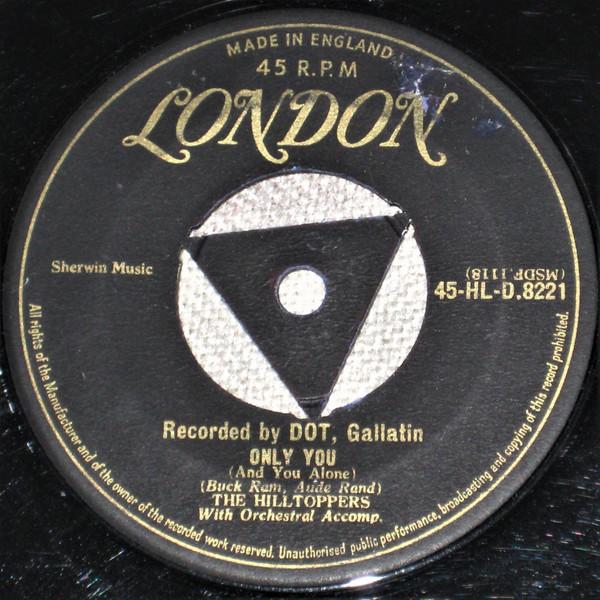 MADE IN ENGLAND
45 R.P.M
LONDON
Sherwin Music
(MSDF.1118)
45-HL-D.8221
Recorded by DOT, Gallatin
ONLY YOU
(And You Alone)
(Buck Ram, Aude Rand)
THE HILLTOPPERS
With Orchestral Accomp.
All rights of the Manufacturer and of the owner of the recorded work reserved. Unauthorised public performance, broadcasting and copying of this record prohibited.